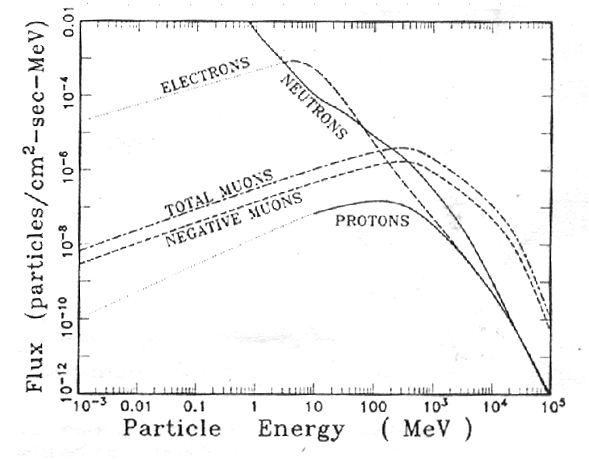 Flux (particles/cm²-sec-MeV)
0.01
10⁻⁴
10⁻⁶
10⁻⁸
10⁻¹⁰
10⁻¹²
ELECTRONS
NEUTRONS
TOTAL MUONS
NEGATIVE MUONS
PROTONS
10⁻³ 0.01 0.1 1 10 100 10³ 10⁴ 10⁵
Particle Energy ( MeV )